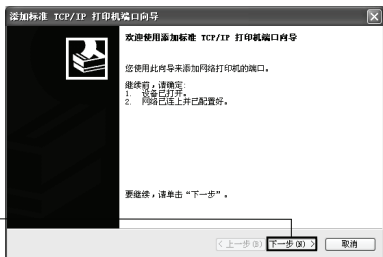 添加标准 TCP/IP 打印机端口向导
欢迎使用添加标准 TCP/IP 打印机端口向导
您使用此向导来添加网络打印机的端口。
继续前，请确定:
1. 设备已打开。
2. 网络已连上并已配置好。
要继续，请单击“下一步”。
< 上一步(B) 下一步(N) > 取消